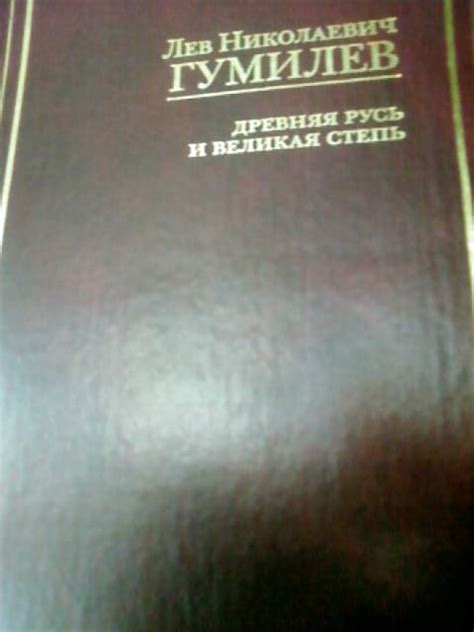 Лев Николаевич
ГУМИЛЕВ
ДРЕВНЯЯ РУСЬ
И ВЕЛИКАЯ СТЕПЬ